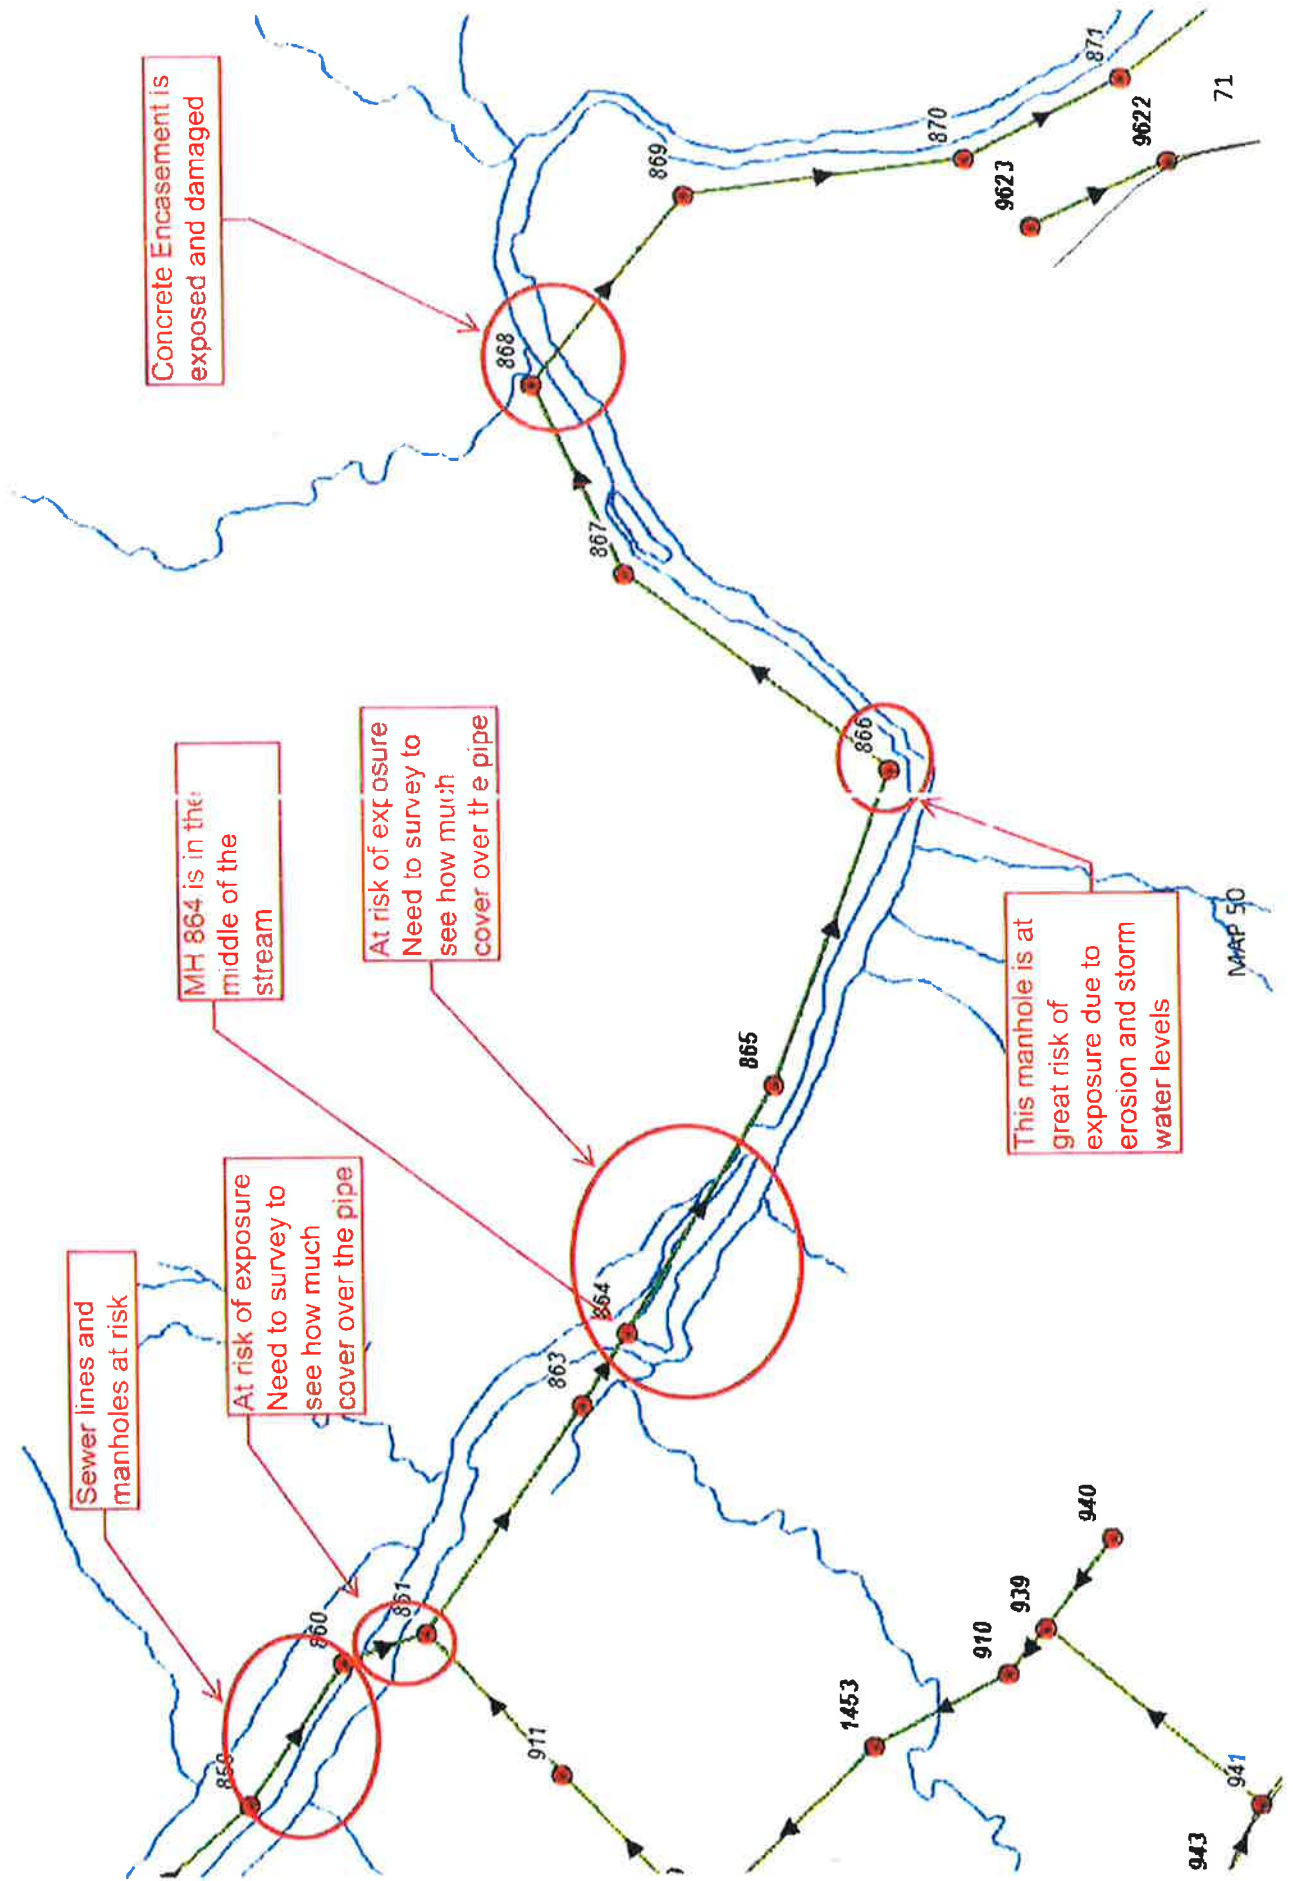 Sewer lines and
manholes at risk
At risk of exposure
Need to survey to
see how much
cover over the pipe
MH 864 is in the
middle of the
stream
At risk of exposure
Need to survey to
see how much
cover over the pipe
Concrete Encasement is
exposed and damaged
This manhole is at
great risk of
exposure due to
erosion and storm
water levels
860
861
863
864
865
866
867
868
869
870
871
9623
9622
71
911
1453
910
939
940
941
943
MAP 50